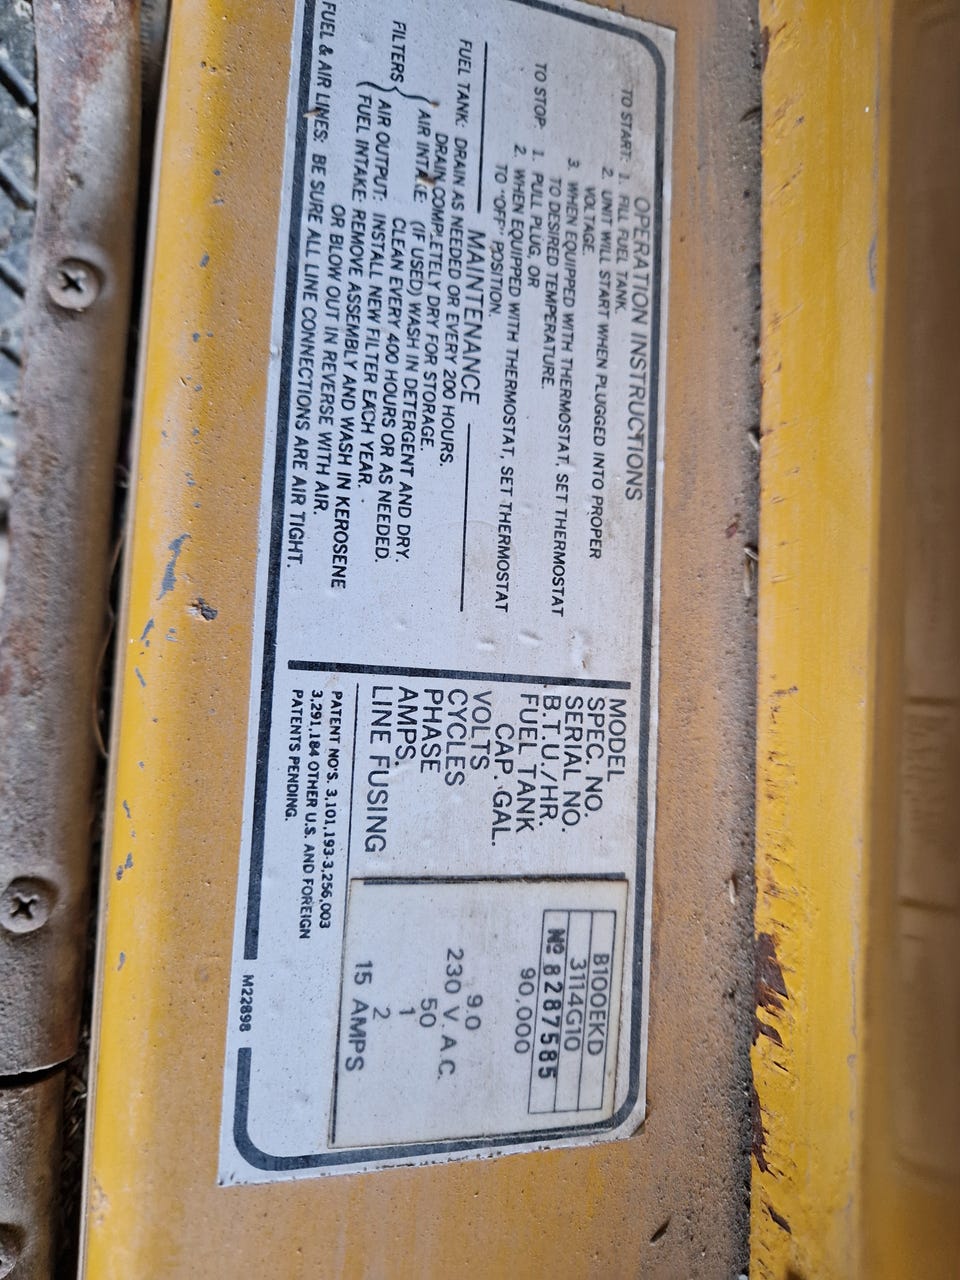 OPERATION INSTRUCTIONS
TO START: 1. FILL FUEL TANK.
2. UNIT WILL START WHEN PLUGGED INTO PROPER
VOLTAGE.
3. WHEN EQUIPPED WITH THERMOSTAT, SET THERMOSTAT
TO DESIRED TEMPERATURE.
TO STOP: 1. PULL PLUG, OR
2. WHEN EQUIPPED WITH THERMOSTAT, SET THERMOSTAT
TO "OFF" POSITION.
MAINTENANCE
FUEL TANK: DRAIN AS NEEDED OR EVERY 200 HOURS.
DRAIN COMPLETELY DRY FOR STORAGE.
FILTERS { AIR INTAKE: (IF USED) WASH IN DETERGENT AND DRY.
CLEAN EVERY 400 HOURS OR AS NEEDED.
AIR OUTPUT: INSTALL NEW FILTER EACH YEAR.
FUEL INTAKE: REMOVE ASSEMBLY AND WASH IN KEROSENE
OR BLOW OUT IN REVERSE WITH AIR.
FUEL & AIR LINES: BE SURE ALL LINE CONNECTIONS ARE AIR TIGHT.
MODEL B100EKD
SPEC. NO. 3114G10
SERIAL NO. Nº 8287585
B.T.U./HR. 90,000
FUEL TANK
CAP. GAL. 9.0
VOLTS 230 V. A.C.
CYCLES 50
PHASE 1
AMPS. 2
LINE FUSING 15 AMPS
PATENT NO'S. 3,101,193-3,256,003
3,291,184 OTHER U.S. AND FOREIGN
PATENTS PENDING.
M22898